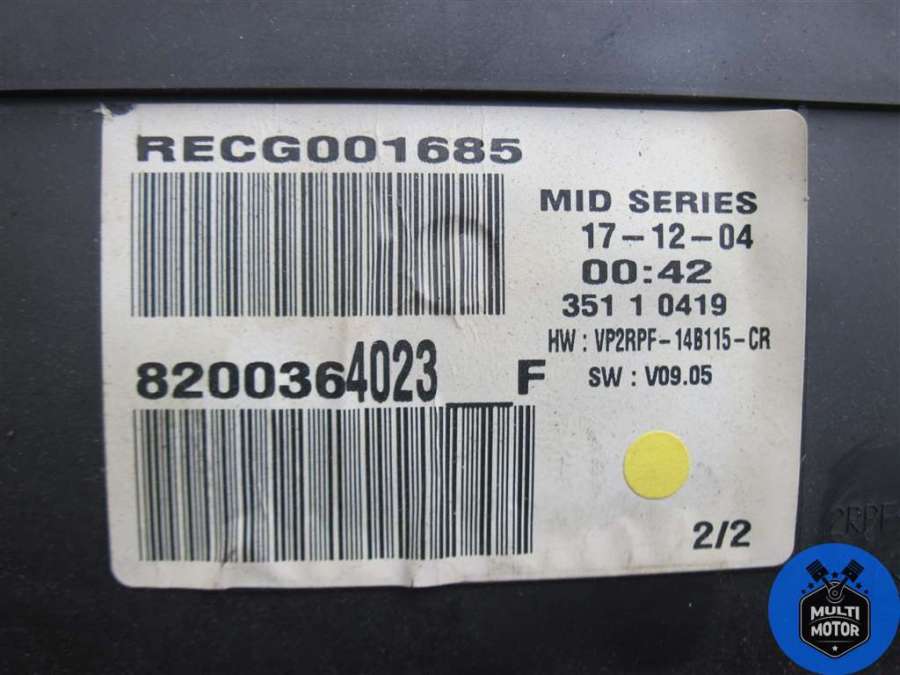 RECG001685
MID SERIES
17-12-04
00:42
351 1 0419
HW : VP2RPF-14B115-CR
SW : V09.05
8200364023__F
2/2
MULTI
MOTOR